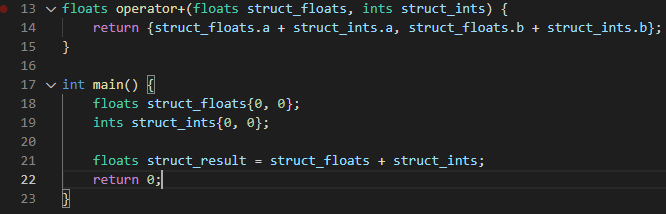 13 floats operator+(floats struct_floats, ints struct_ints) {
14 return {struct_floats.a + struct_ints.a, struct_floats.b + struct_ints.b};
15 }
16
17 int main() {
18 floats struct_floats{0, 0};
19 ints struct_ints{0, 0};
20
21 floats struct_result = struct_floats + struct_ints;
22 return 0;
23 }